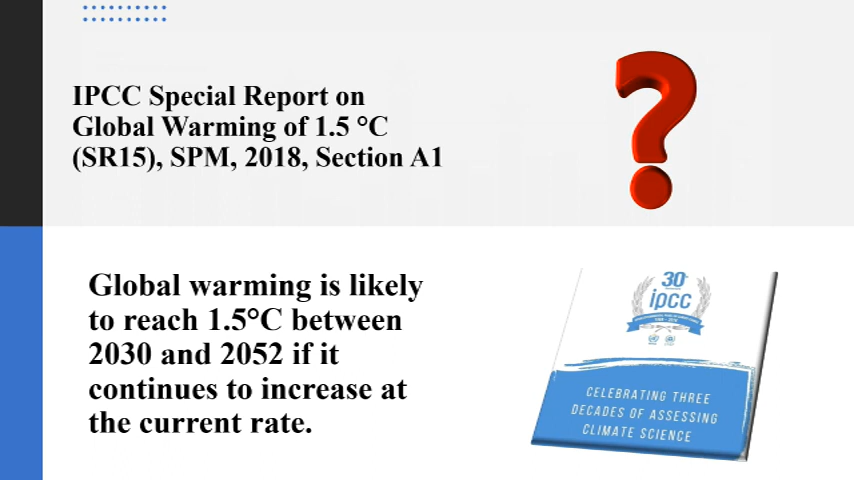 IPCC Special Report on
Global Warming of 1.5 °C
(SR15), SPM, 2018, Section A1
Global warming is likely
to reach 1.5°C between
2030 and 2052 if it
continues to increase at
the current rate.
30
ipcc
CELEBRATING THREE
DECADES OF ASSESSING
CLIMATE SCIENCE